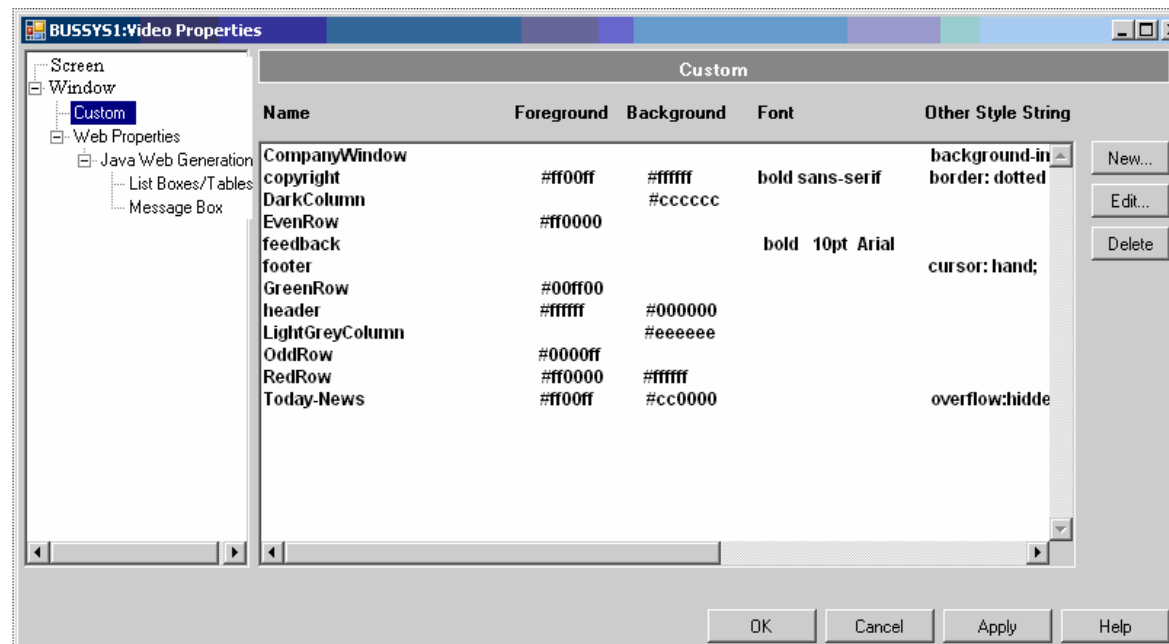 BUSSYS1:Video Properties
Screen
Window
Custom
Web Properties
Java Web Generation
List Boxes/Tables
Message Box
Custom
Name Foreground Background Font Other Style String
CompanyWindow background-in
copyright #ff00ff #ffffff bold sans-serif border: dotted
DarkColumn #cccccc
EvenRow #ff0000
feedback bold 10pt Arial
footer cursor: hand;
GreenRow #00ff00
header #ffffff #000000
LightGreyColumn #eeeeee
OddRow #0000ff
RedRow #ff0000 #ffffff
Today-News #ff00ff #cc0000 overflow:hidde
New...
Edit...
Delete
OK Cancel Apply Help